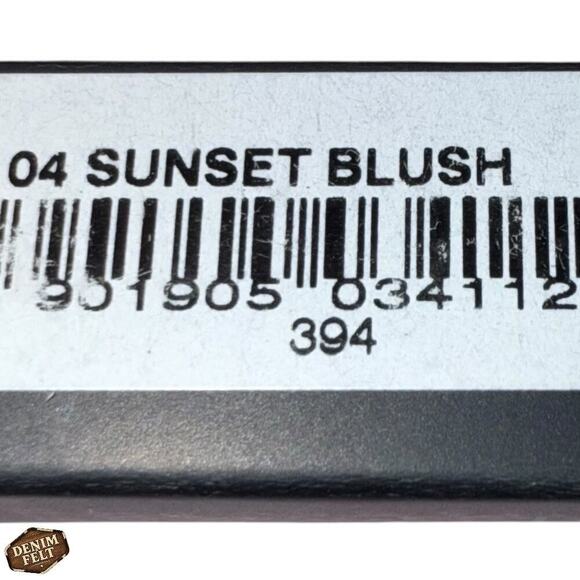 04 SUNSET BLUSH
901905 034112
394
DENIM
FELT